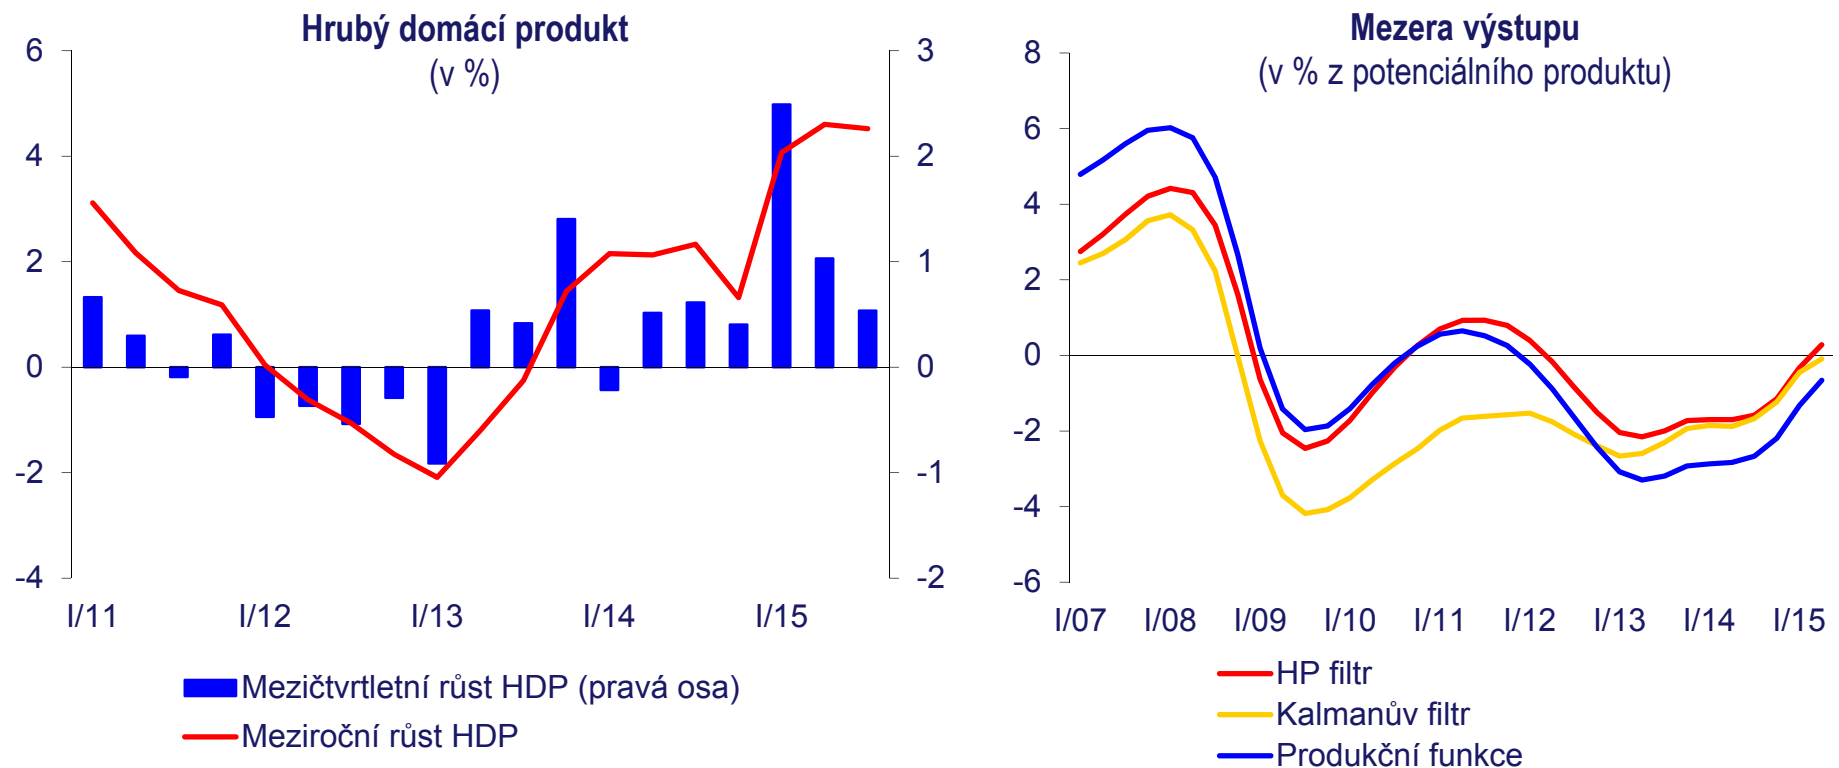 Hrubý domácí produkt
(v %)
6
4
2
0
-2
-4
3
2
1
0
-1
-2
I/11 I/12 I/13 I/14 I/15
Mezičtvrtletní růst HDP (pravá osa)
Meziroční růst HDP
Mezera výstupu
(v % z potenciálního produktu)
8
6
4
2
0
-2
-4
-6
I/07 I/08 I/09 I/10 I/11 I/12 I/13 I/14 I/15
HP filtr
Kalmanův filtr
Produkční funkce